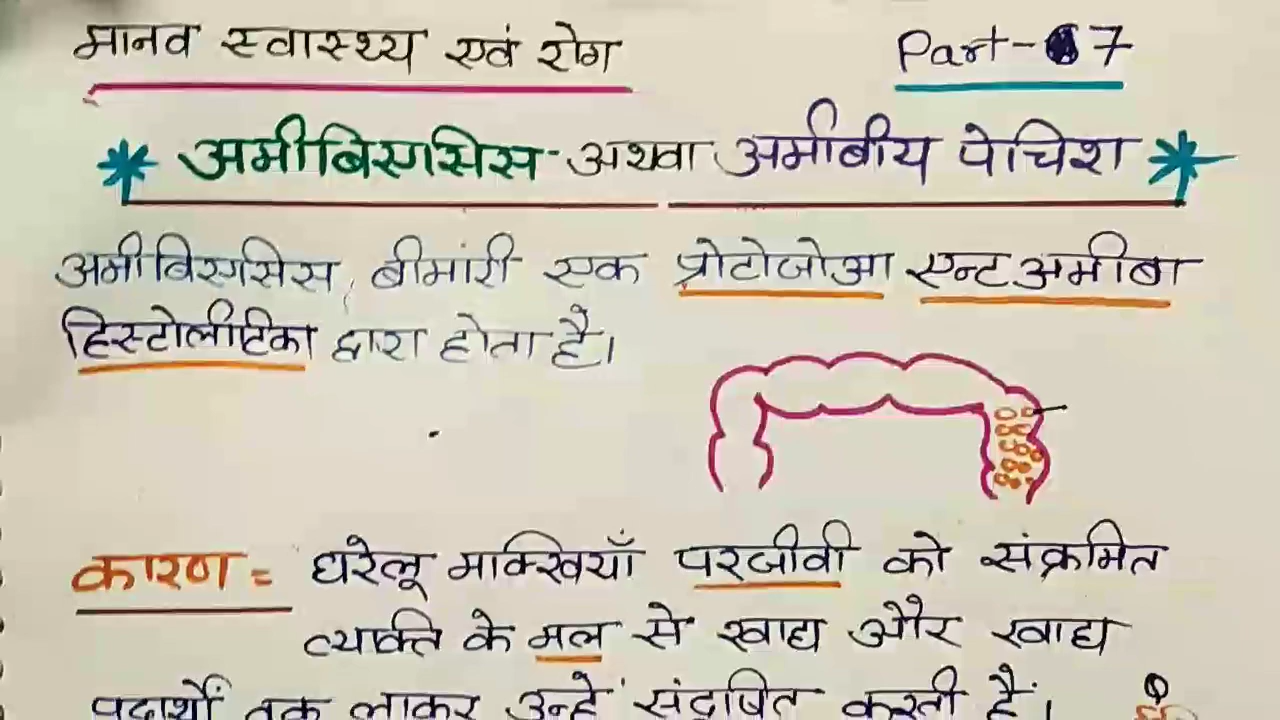 मानव स्वास्थ्य एवं रोग
Part-7
अमीबिएसिस अथवा अमीबीय पेचिश
अमीबिएसिस, बीमांरी एक प्रोटोजोआ एन्टअमीबा
हिस्टोलीटिका द्वारा होता है।
कारण = घरेलू मक्खियाँ परजीवी को संक्रमित
व्यक्ति के मल से खाद्य और खाद्य
पदार्थों तक लाकर उन्हें संदूषित करती हैं।